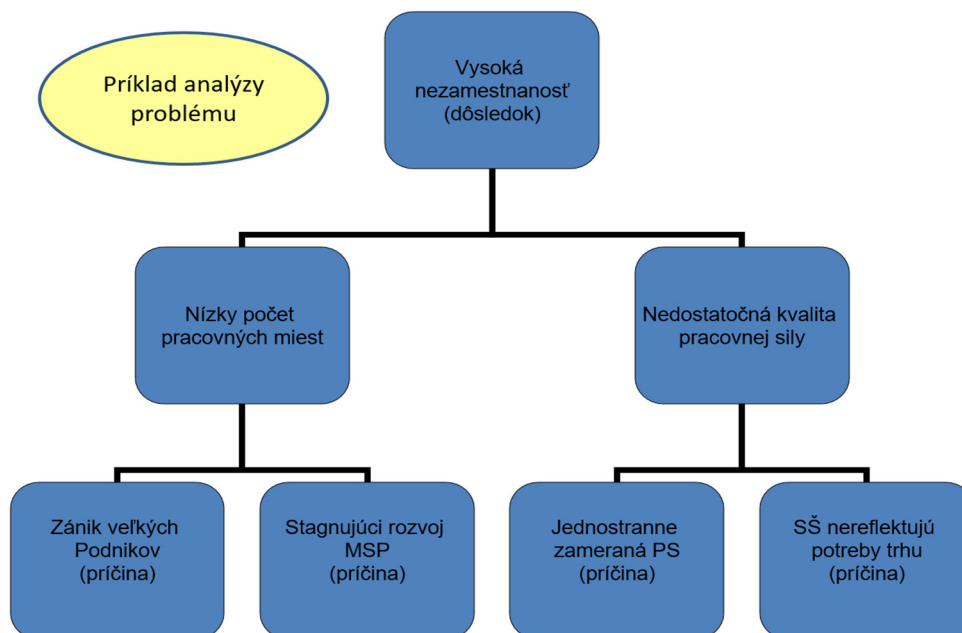 Príklad analýzy
problému
Vysoká
nezamestnanosť
(dôsledok)
Nízky počet
pracovných miest
Nedostatočná kvalita
pracovnej sily
Zánik veľkých
Podnikov
(príčina)
Stagnujúci rozvoj
MSP
(príčina)
Jednostranne
zameraná PS
(príčina)
SŠ nereflektujú
potreby trhu
(príčina)